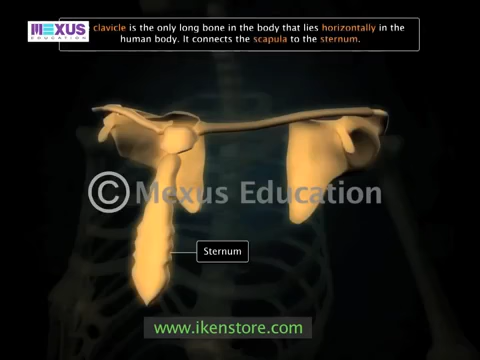 MEXUS
EDUCATION
clavicle is the only long bone in the body that lies horizontally in the
human body. It connects the scapula to the sternum.
© Mexus Education
Sternum
www.ikenstore.com